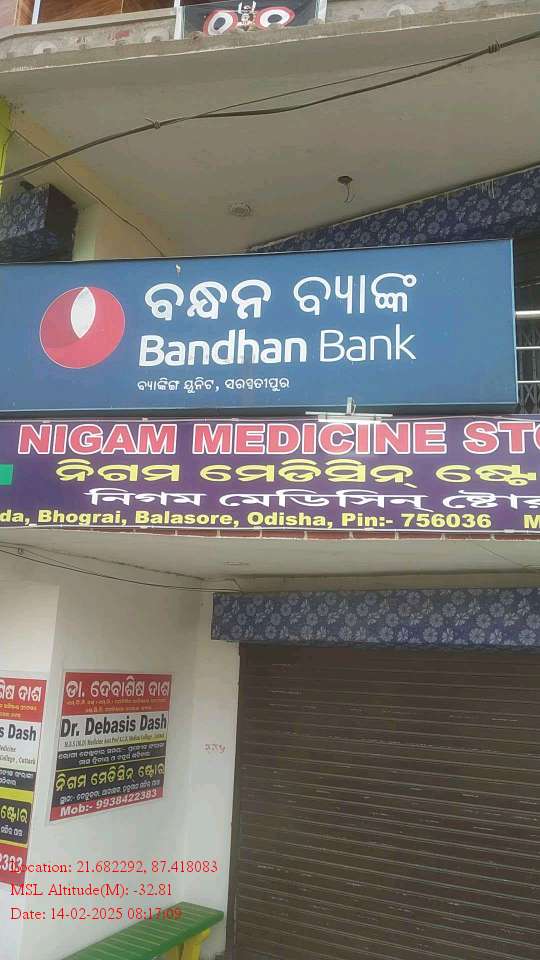 ବନ୍ଧନ ବ୍ୟାଙ୍କ
Bandhan Bank
ବ୍ୟାଙ୍କିଙ୍ଗ ୟୁନିଟ, ସରସ୍ୱତୀପୁର
NIGAM MEDICINE STO
ନିଗମ ମେଡିସିନ୍ ଷ୍ଟୋ
ନିଗମ ମେଡିସିନ୍ ଷ୍ଟୋର
da, Bhograi, Balasore, Odisha, Pin:- 756036 M
ଡା. ଦେବାଶିଷ ଦାଶ
Dr. Debasis Dash
ନିଗମ ମେଡିସିନ ଷ୍ଟୋର
Mob:- 9938422383
ଶିଷ ଦାଶ
s Dash
ଷ୍ଟୋର
Location: 21.682292, 87.418083
MSL Altitude(M): -32.81
Date: 14-02-2025 08:17:09